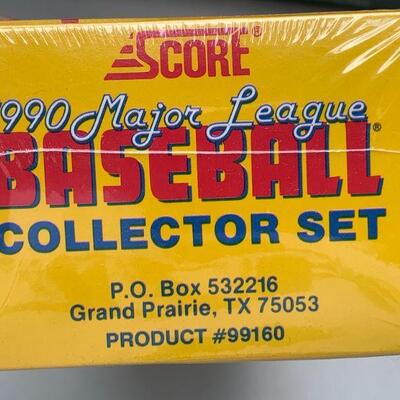 SCORE®
1990 Major League
BASEBALL®
COLLECTOR SET
P.O. Box 532216
Grand Prairie, TX 75053
PRODUCT #99160